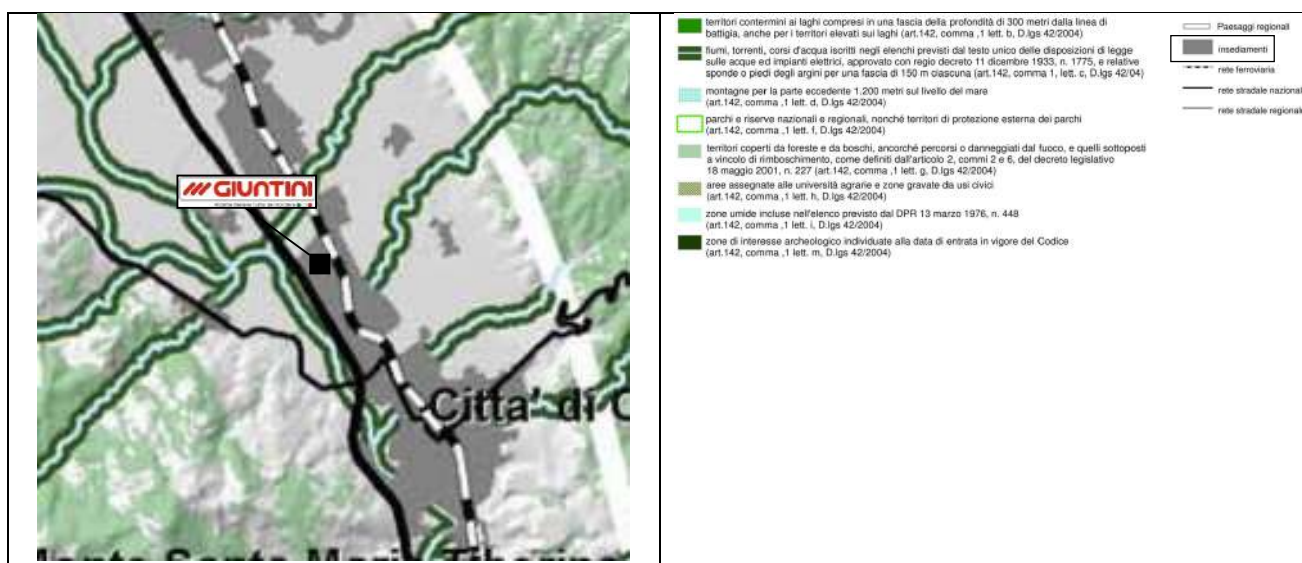 GIUNTINI
Citta' di C
Monte Santa Maria Tiberina
territori contermini ai laghi compresi in una fascia della profondità di 300 metri dalla linea di
battigia, anche per i territori elevati sui laghi (art.142, comma ,1 lett. b, D.lgs 42/2004)
fiumi, torrenti, corsi d'acqua iscritti negli elenchi previsti dal testo unico delle disposizioni di legge
sulle acque ed impianti elettrici, approvato con regio decreto 11 dicembre 1933, n. 1775, e relative
sponde o piedi degli argini per una fascia di 150 m ciascuna (art.142, comma 1, lett. c, D.lgs 42/04)
montagne per la parte eccedente 1.200 metri sul livello del mare
(art.142, comma ,1 lett. d, D.lgs 42/2004)
parchi e riserve nazionali e regionali, nonché territori di protezione esterna dei parchi
(art.142, comma ,1 lett. f, D.lgs 42/2004)
territori coperti da foreste e da boschi, ancorché percorsi o danneggiati dal fuoco, e quelli sottoposti
a vincolo di rimboschimento, come definiti dall'articolo 2, commi 2 e 6, del decreto legislativo
18 maggio 2001, n. 227 (art.142, comma ,1 lett. g, D.lgs 42/2004)
aree assegnate alle università agrarie e zone gravate da usi civici
(art.142, comma ,1 lett. h, D.lgs 42/2004)
zone umide incluse nell'elenco previsto dal DPR 13 marzo 1976, n. 448
(art.142, comma ,1 lett. i, D.lgs 42/2004)
zone di interesse archeologico individuate alla data di entrata in vigore del Codice
(art.142, comma ,1 lett. m, D.lgs 42/2004)
Paesaggi regionali
insediamenti
rete ferroviaria
rete stradale nazional
rete stradale regionale